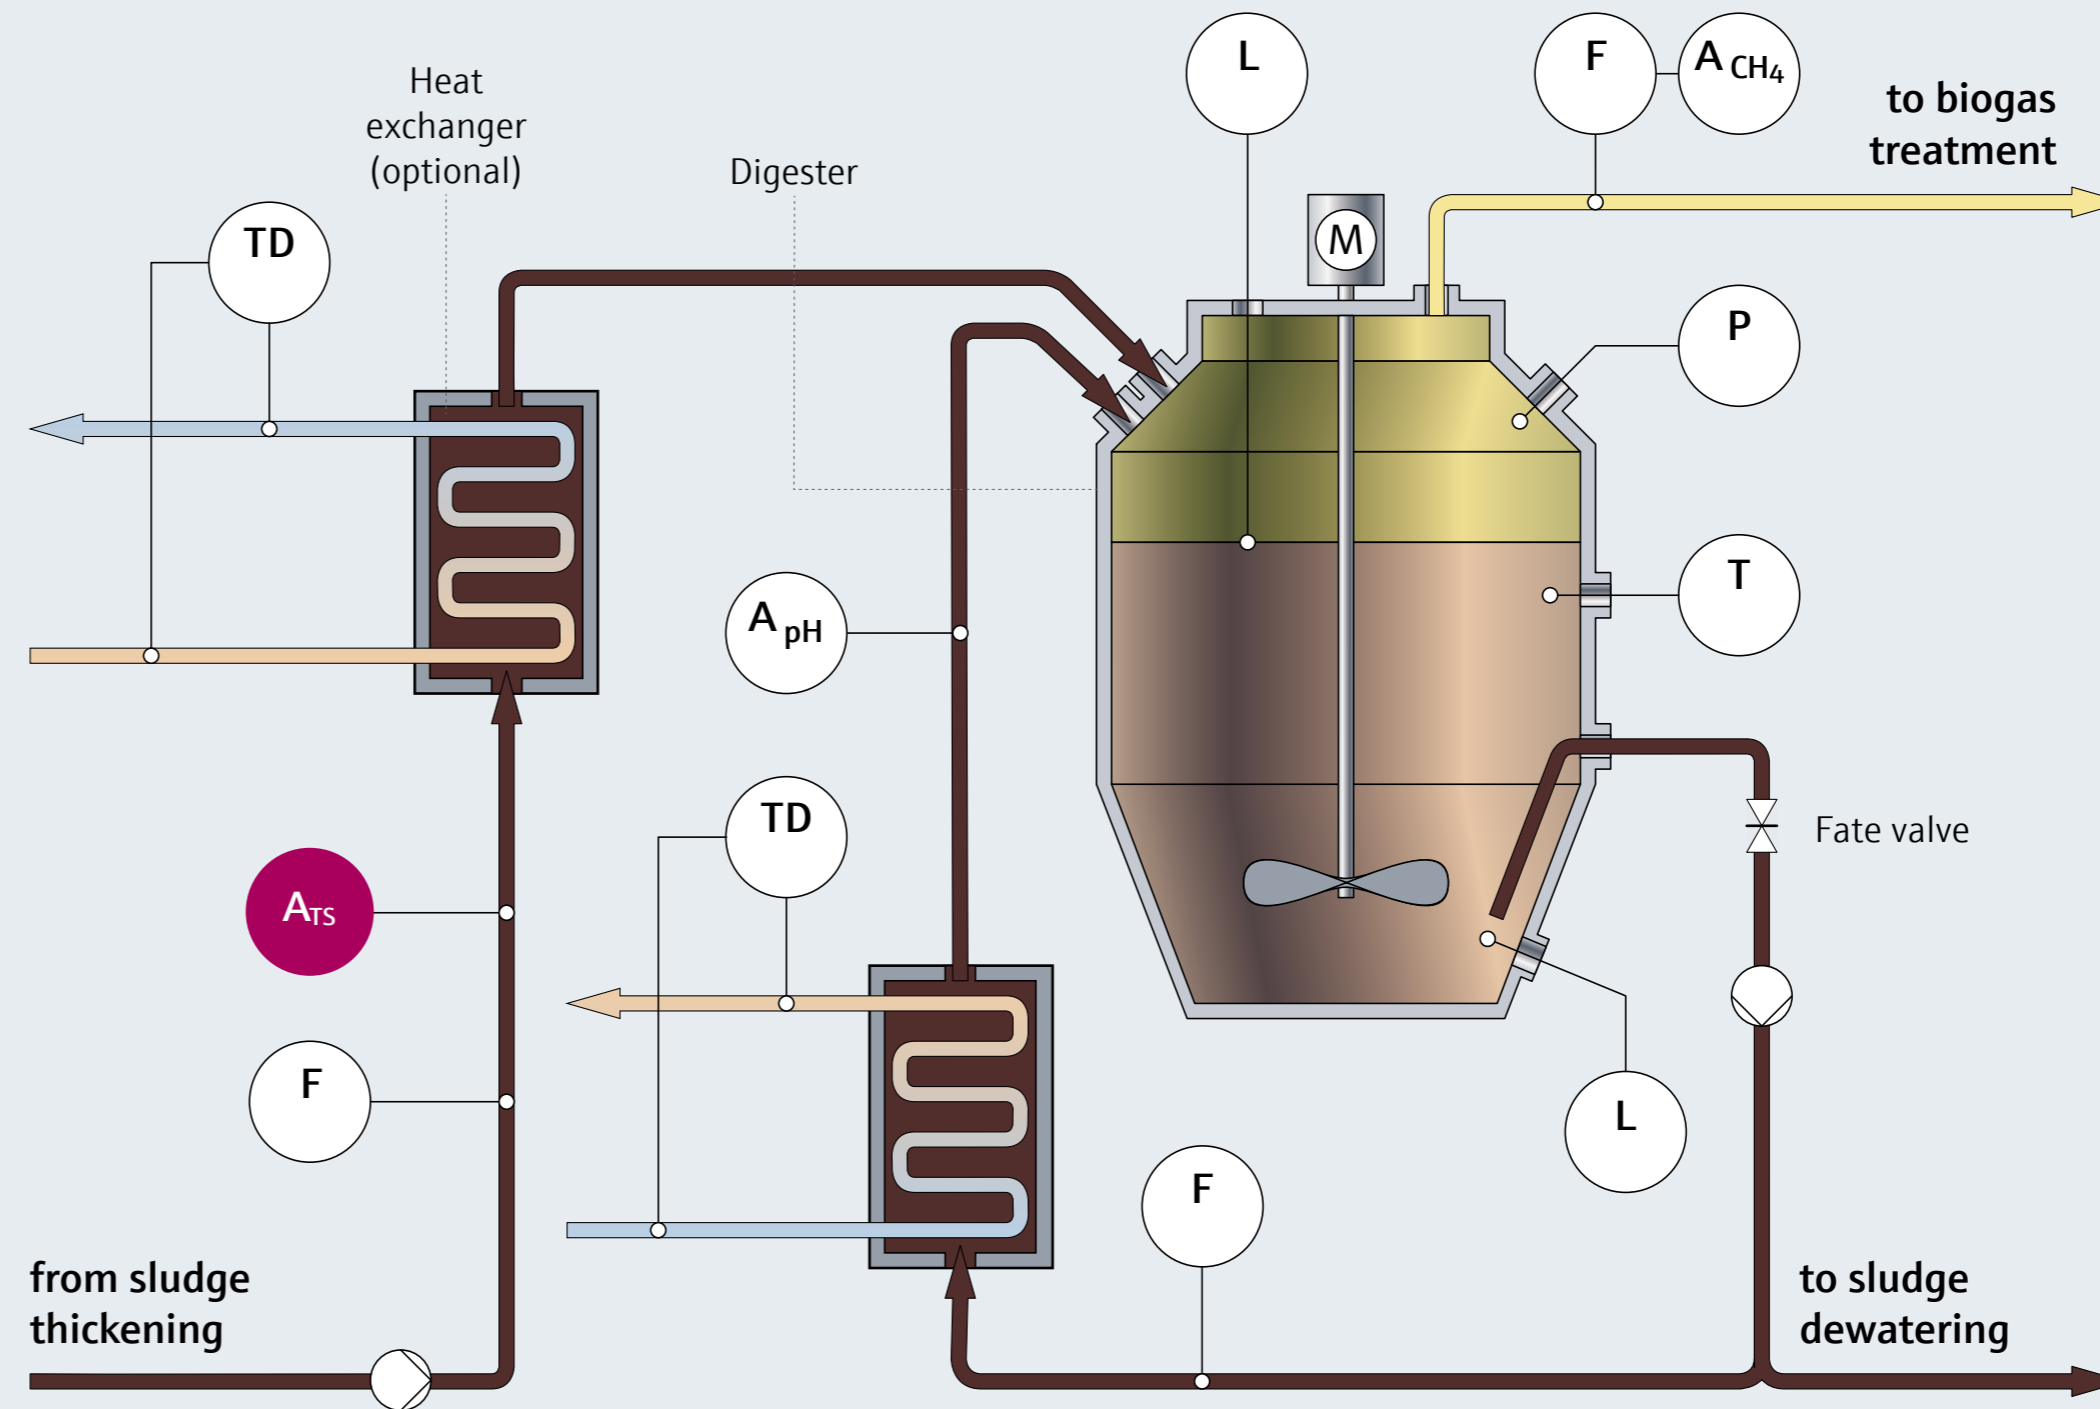 L
F
A CH4
Heat
exchanger
(optional)
to biogas
treatment
Digester
TD
M
P
T
A pH
TD
Fate valve
ATS
F
L
F
from sludge
thickening
to sludge
dewatering